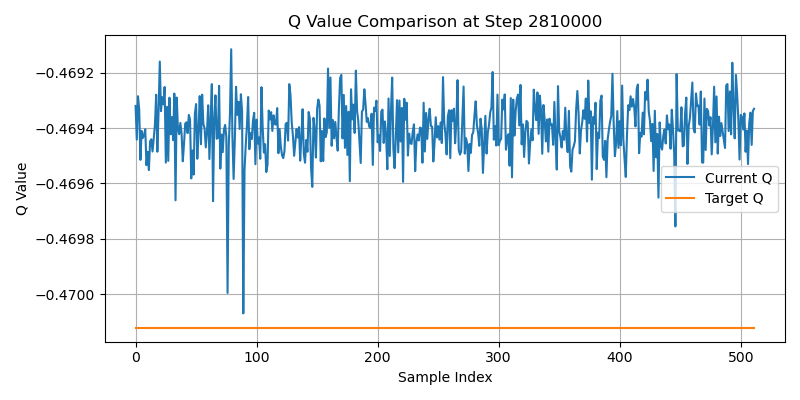 Q Value Comparison at Step 2810000
Q Value
−0.4692
−0.4694
−0.4696
−0.4698
−0.4700
Current Q
Target Q
0
100
200
300
400
500
Sample Index